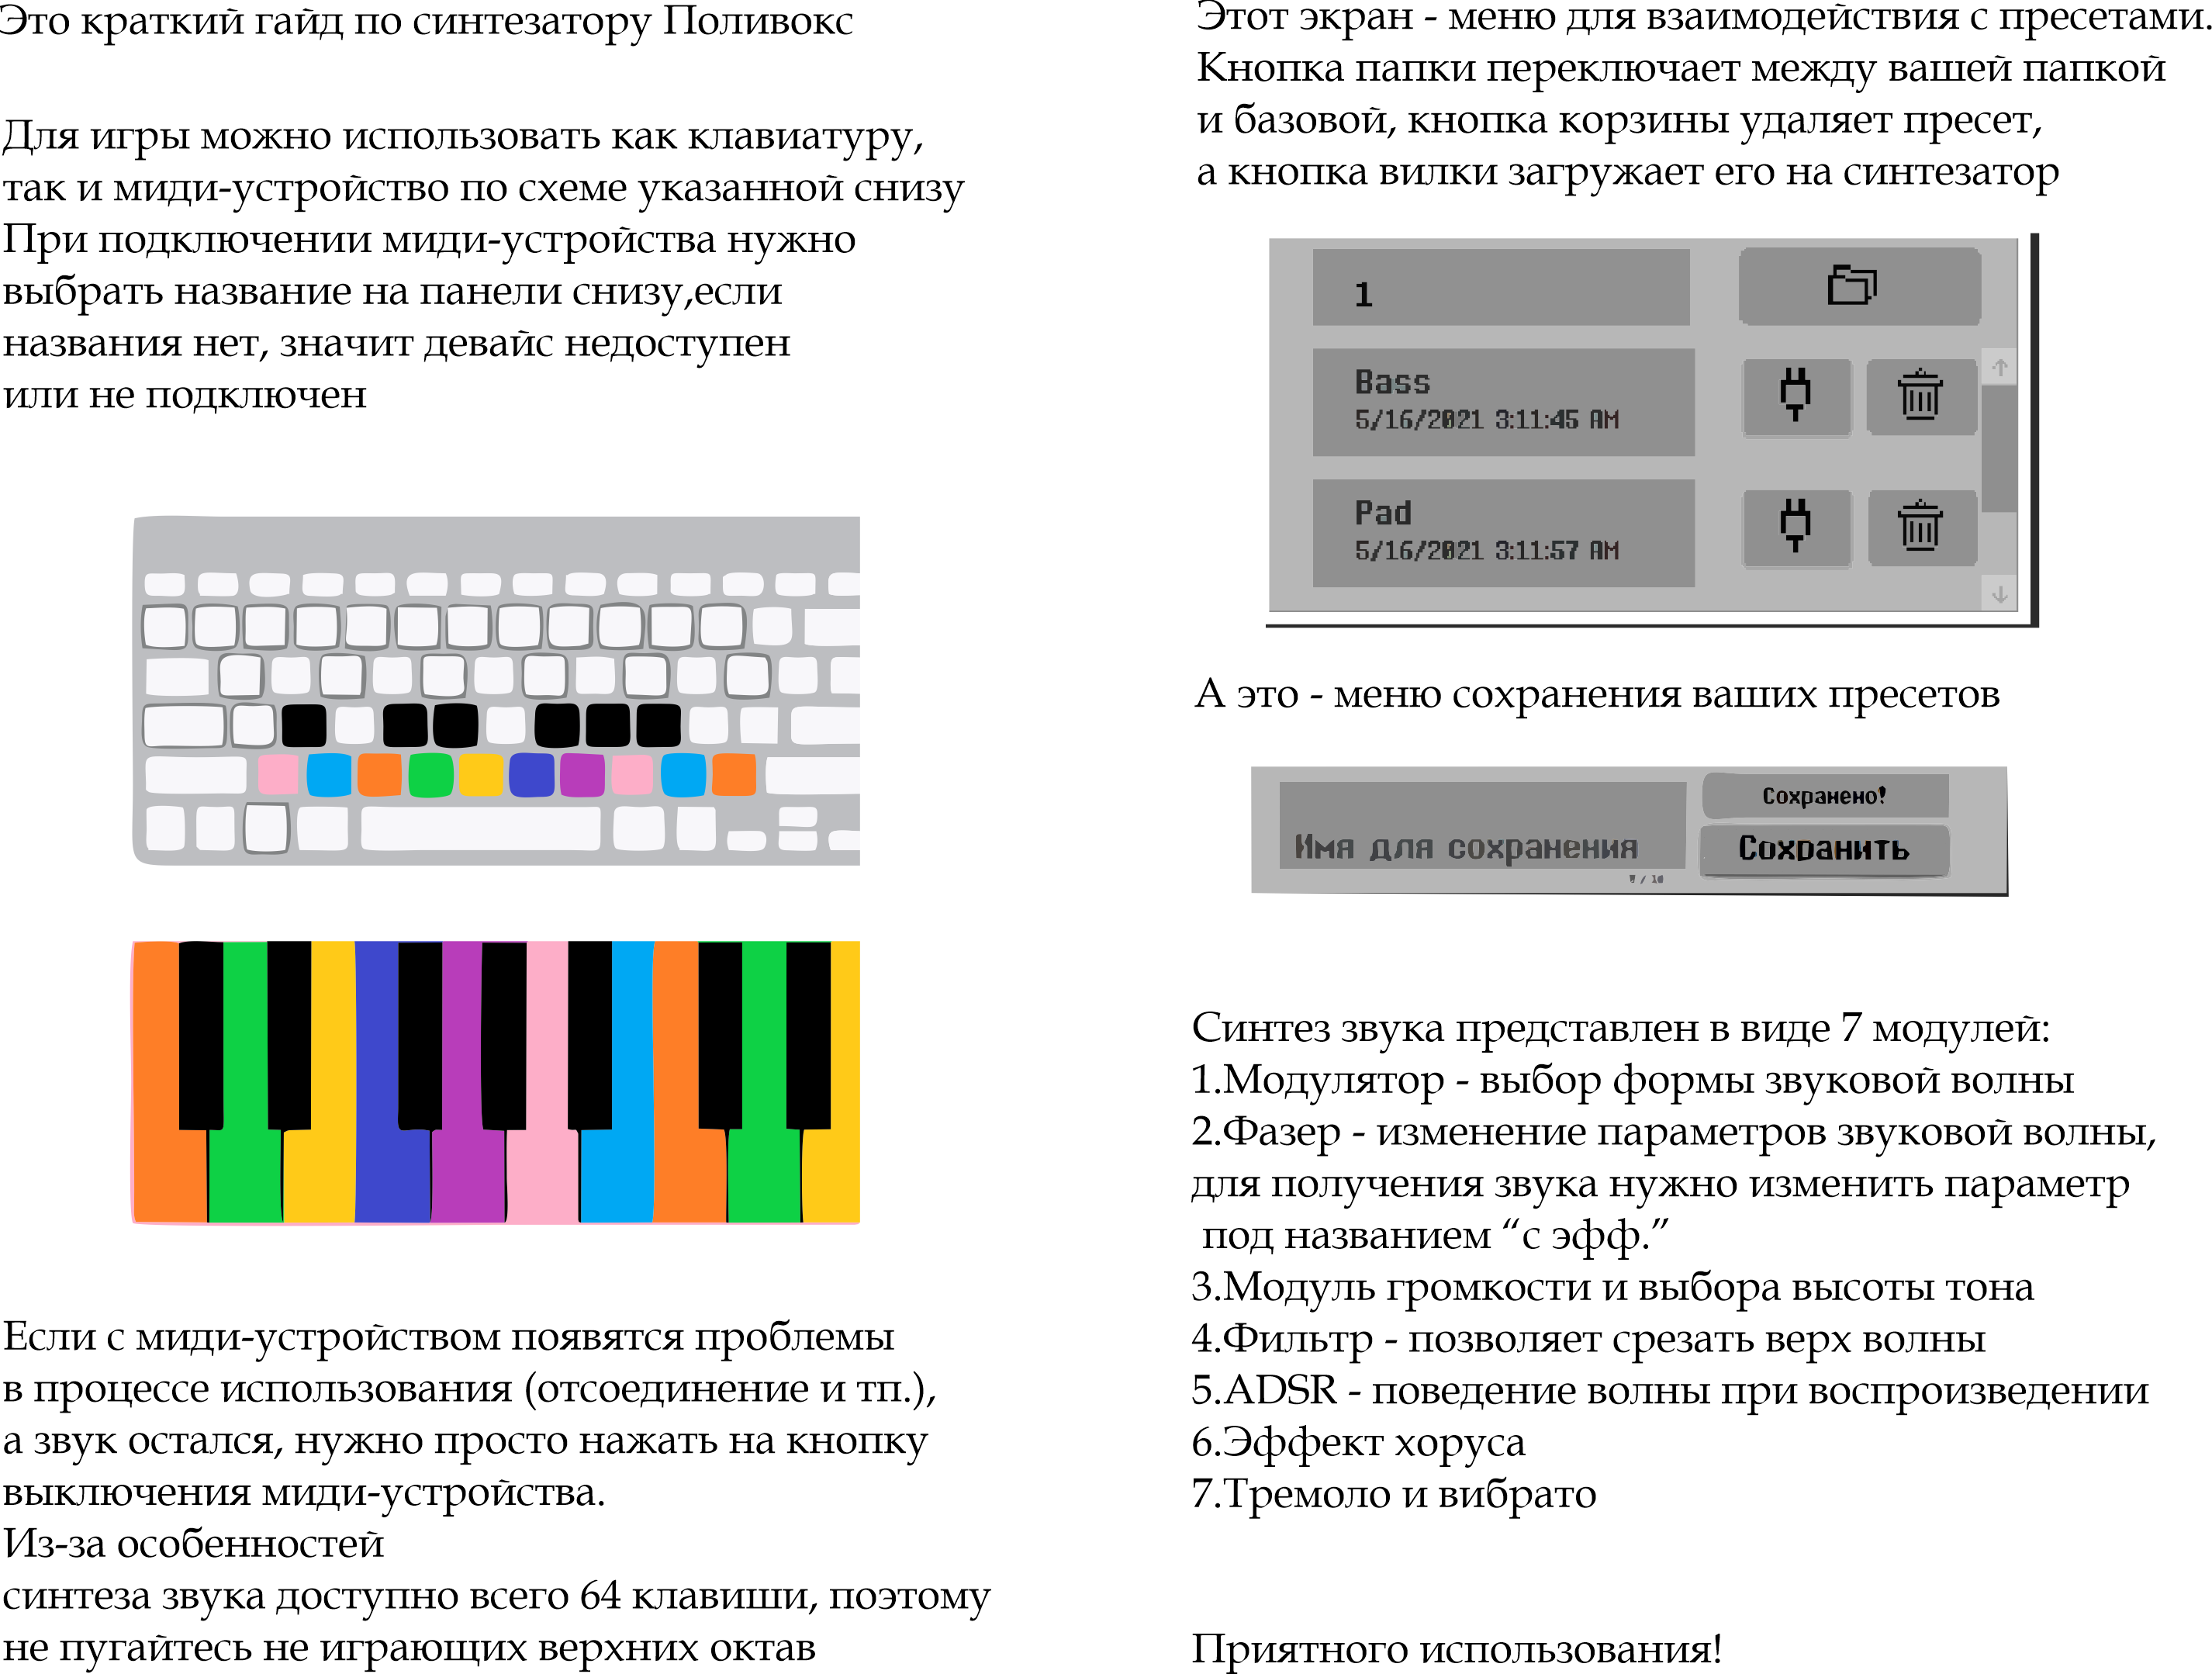 Это краткий гайд по синтезатору Поливокс
Для игры можно использовать как клавиатуру,
так и миди-устройство по схеме указанной снизу
При подключении миди-устройства нужно
выбрать название на панели снизу,если
названия нет, значит девайс недоступен
или не подключен
Если с миди-устройством появятся проблемы
в процессе использования (отсоединение и тп.),
а звук остался, нужно просто нажать на кнопку
выключения миди-устройства.
Из-за особенностей
синтеза звука доступно всего 64 клавиши, поэтому
не пугайтесь не играющих верхних октав
Этот экран - меню для взаимодействия с пресетами.
Кнопка папки переключает между вашей папкой
и базовой, кнопка корзины удаляет пресет,
а кнопка вилки загружает его на синтезатор
1
Bass
5/16/2021 3:11:45 AM
Pad
5/16/2021 3:11:57 AM
А это - меню сохранения ваших пресетов
Сохранено!
Имя для сохранения
Сохранить
Синтез звука представлен в виде 7 модулей:
1.Модулятор - выбор формы звуковой волны
2.Фазер - изменение параметров звуковой волны,
для получения звука нужно изменить параметр
под названием “с эфф.”
3.Модуль громкости и выбора высоты тона
4.Фильтр - позволяет срезать верх волны
5.ADSR - поведение волны при воспроизведении
6.Эффект хоруса
7.Тремоло и вибрато
Приятного использования!